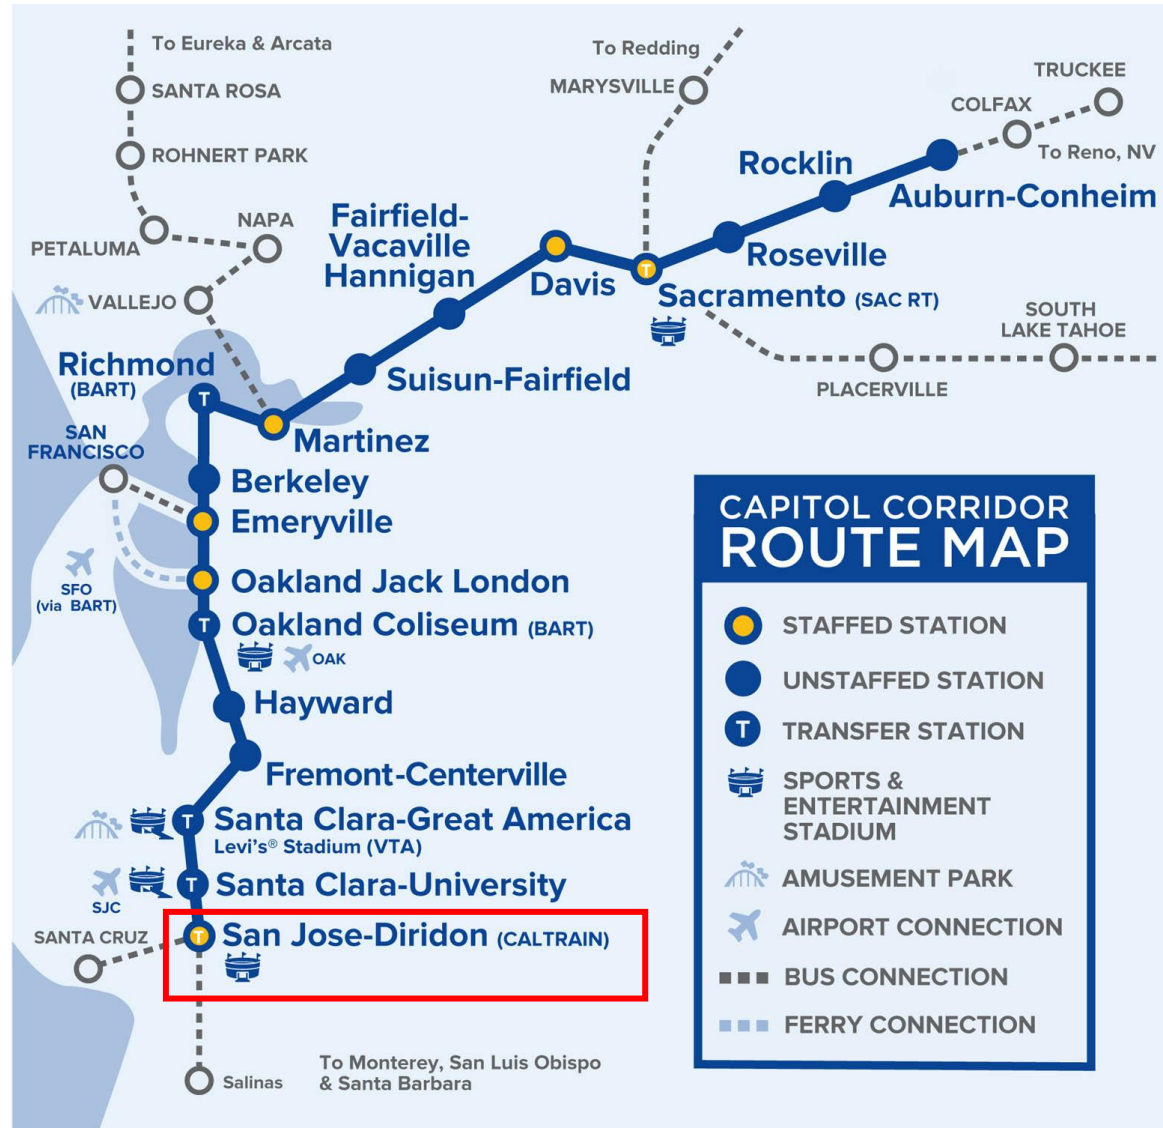 To Eureka & Arcata
SANTA ROSA
ROHNERT PARK
PETALUMA
NAPA
VALLEJO
To Redding
MARYSVILLE
TRUCKEE
COLFAX
To Reno, NV
Rocklin
Auburn-Conheim
Fairfield-
Vacaville
Hannigan
Davis
T
Roseville
Sacramento (SAC RT)
SOUTH
LAKE TAHOE
PLACERVILLE
Richmond
(BART)
T
Suisun-Fairfield
Martinez
SAN
FRANCISCO
Berkeley
Emeryville
SFO
(via BART)
Oakland Jack London
T
Oakland Coliseum (BART)
OAK
Hayward
Fremont-Centerville
T
Santa Clara-Great America
Levi's® Stadium (VTA)
T
Santa Clara-University
SJC
SANTA CRUZ
T
San Jose-Diridon (CALTRAIN)
Salinas
To Monterey, San Luis Obispo
& Santa Barbara
CAPITOL CORRIDOR
ROUTE MAP
STAFFED STATION
UNSTAFFED STATION
T
TRANSFER STATION
SPORTS &
ENTERTAINMENT
STADIUM
AMUSEMENT PARK
AIRPORT CONNECTION
BUS CONNECTION
FERRY CONNECTION